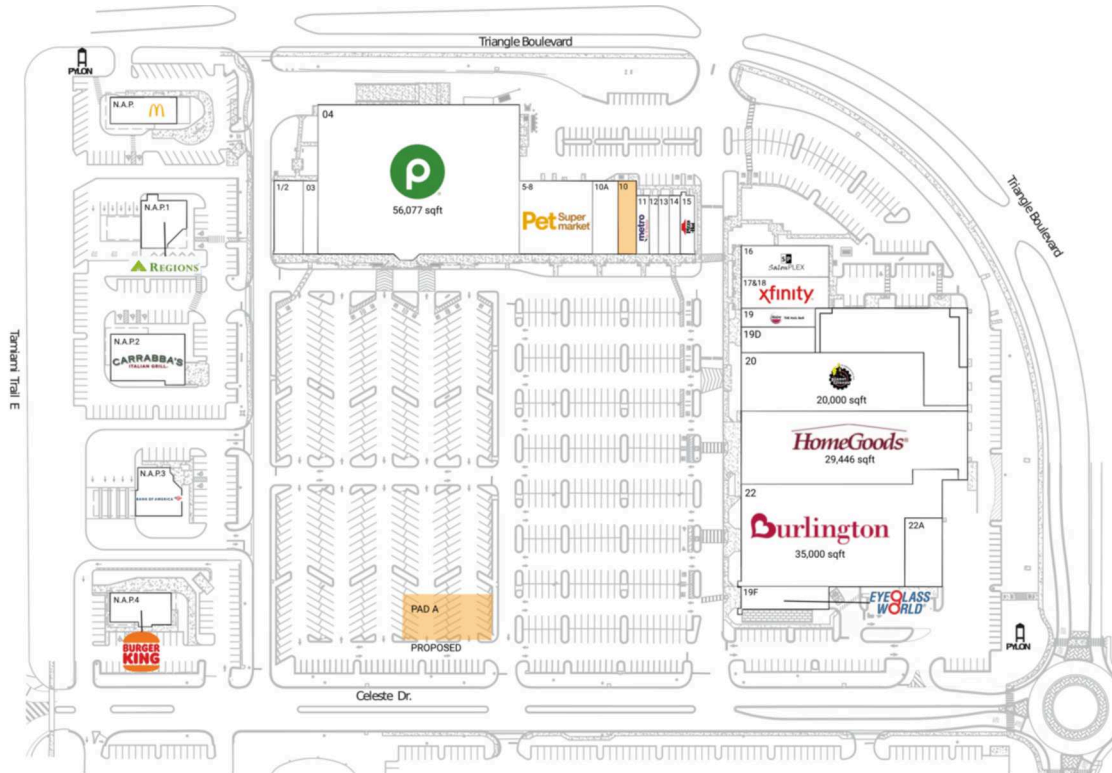 Triangle Boulevard
PYLON
N.A.P.
04
p
56,077 sqft
1/2
03
5-8
Pet Super
market
10A
10
11
metro
12
13
14
15
Triangle Boulevard
N.A.P.1
REGIONS
16
SalonPLEX
17&18
xfinity
19
19D
Tamiami Trail E
N.A.P.2
CARRABBA'S
ITALIAN GRILL.
20
20,000 sqft
HomeGoods
29,446 sqft
N.A.P.3
BANK OF AMERICA
22
Burlington
35,000 sqft
22A
N.A.P.4
BURGER
KING
PAD A
PROPOSED
19F
EYEGLASS
WORLD
PYLON
Celeste Dr.